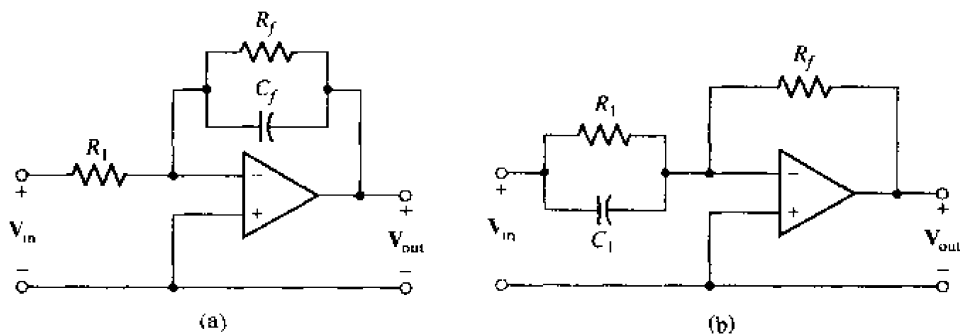 R_f
C_f
R_1
−
+
+
V_in
−
+
V_out
−
(a)
R_f
R_1
C_1
−
+
+
V_in
−
+
V_out
−
(b)